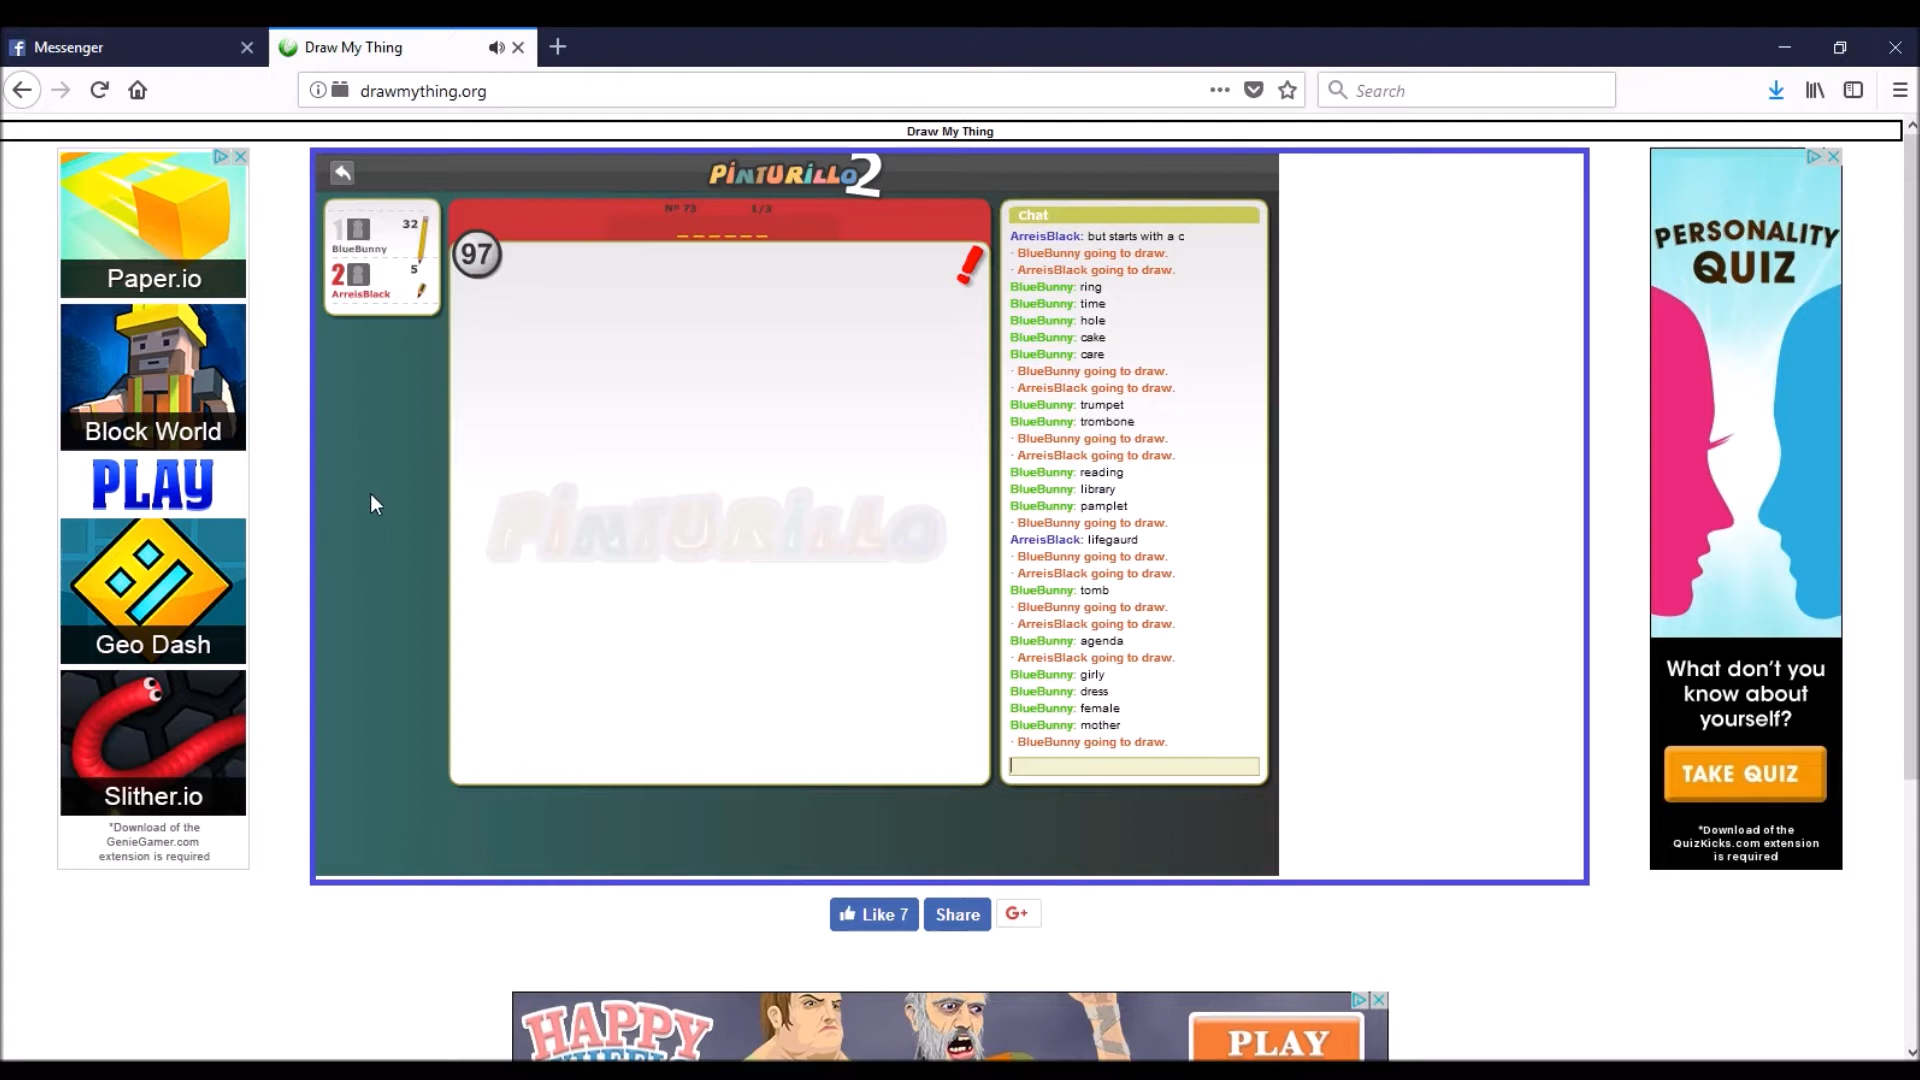 Messenger
Draw My Thing
drawmything.org
Search
Draw My Thing
Paper.io
Block World
PLAY
Geo Dash
Slither.io
*Download of the
GenieGamer.com
extension is required
PiNTURiLLO 2
Nº 73 1/3
1 32
BlueBunny
2 5
ArreisBlack
97
PiNTURiLLO
Chat
ArreisBlack: but starts with a c
· BlueBunny going to draw.
· ArreisBlack going to draw.
BlueBunny: ring
BlueBunny: time
BlueBunny: hole
BlueBunny: cake
BlueBunny: care
· BlueBunny going to draw.
· ArreisBlack going to draw.
BlueBunny: trumpet
BlueBunny: trombone
· BlueBunny going to draw.
· ArreisBlack going to draw.
BlueBunny: reading
BlueBunny: library
BlueBunny: pamplet
· BlueBunny going to draw.
ArreisBlack: lifegaurd
· BlueBunny going to draw.
· ArreisBlack going to draw.
BlueBunny: tomb
· BlueBunny going to draw.
· ArreisBlack going to draw.
BlueBunny: agenda
· ArreisBlack going to draw.
BlueBunny: girly
BlueBunny: dress
BlueBunny: female
BlueBunny: mother
· BlueBunny going to draw.
PERSONALITY
QUIZ
What don't you
know about
yourself?
TAKE QUIZ
*Download of the
QuizKicks.com extension
is required
Like 7
Share
G+
HAPPY
PLAY